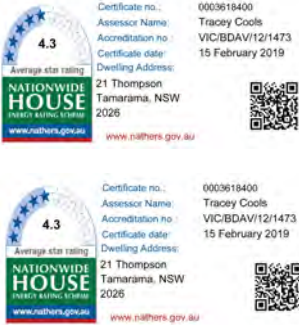 Certificate no.: 0003618400
Assessor Name: Tracey Cools
Accreditation no.: VIC/BDAV/12/1473
Certificate date: 15 February 2019
Dwelling Address:
21 Thompson
Tamarama, NSW
2026
www.nathers.gov.au
4.3
Average star rating
NATIONWIDE
HOUSE
ENERGY RATING SCHEME
www.nathers.gov.au
Certificate no.: 0003618400
Assessor Name: Tracey Cools
Accreditation no.: VIC/BDAV/12/1473
Certificate date: 15 February 2019
Dwelling Address:
21 Thompson
Tamarama, NSW
2026
www.nathers.gov.au
4.3
Average star rating
NATIONWIDE
HOUSE
ENERGY RATING SCHEME
www.nathers.gov.au